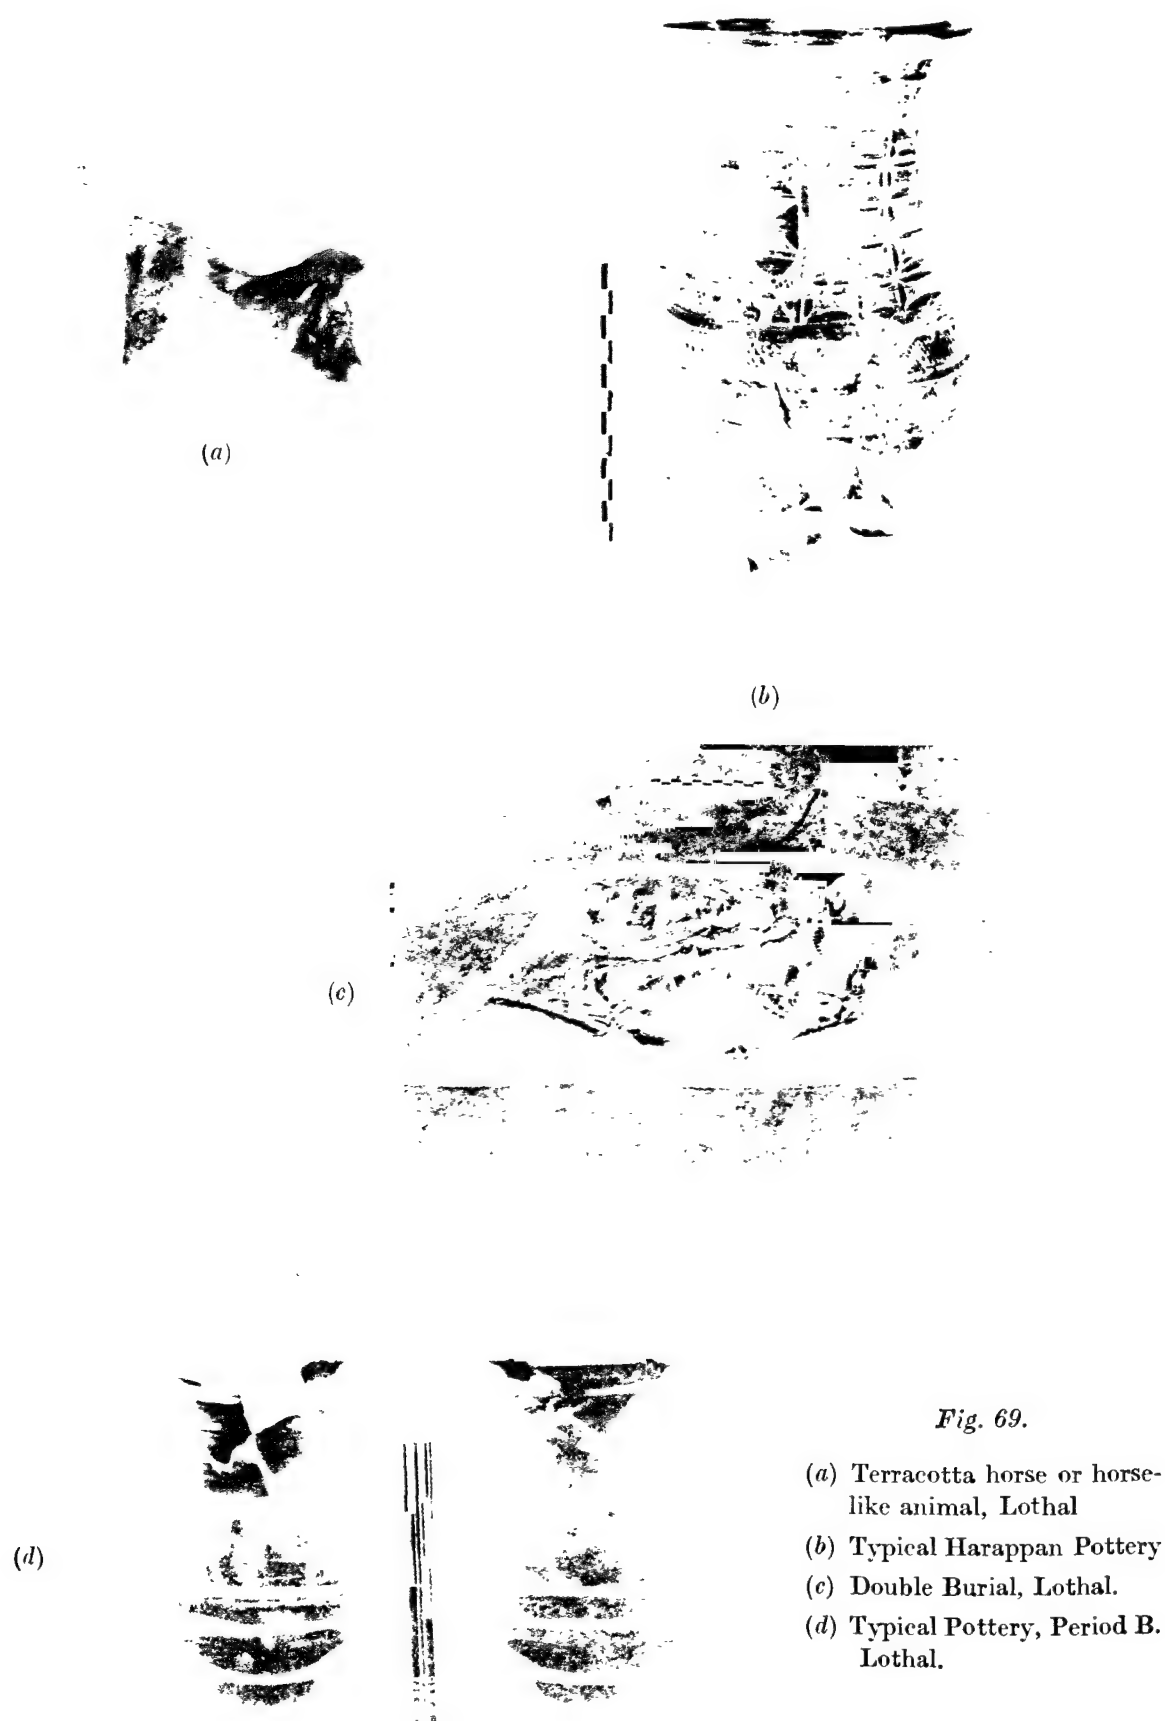 (a)
(b)
(c)
(d)
Fig. 69.
(a) Terracotta horse or horse-
like animal, Lothal
(b) Typical Harappan Pottery
(c) Double Burial, Lothal.
(d) Typical Pottery, Period B.
Lothal.